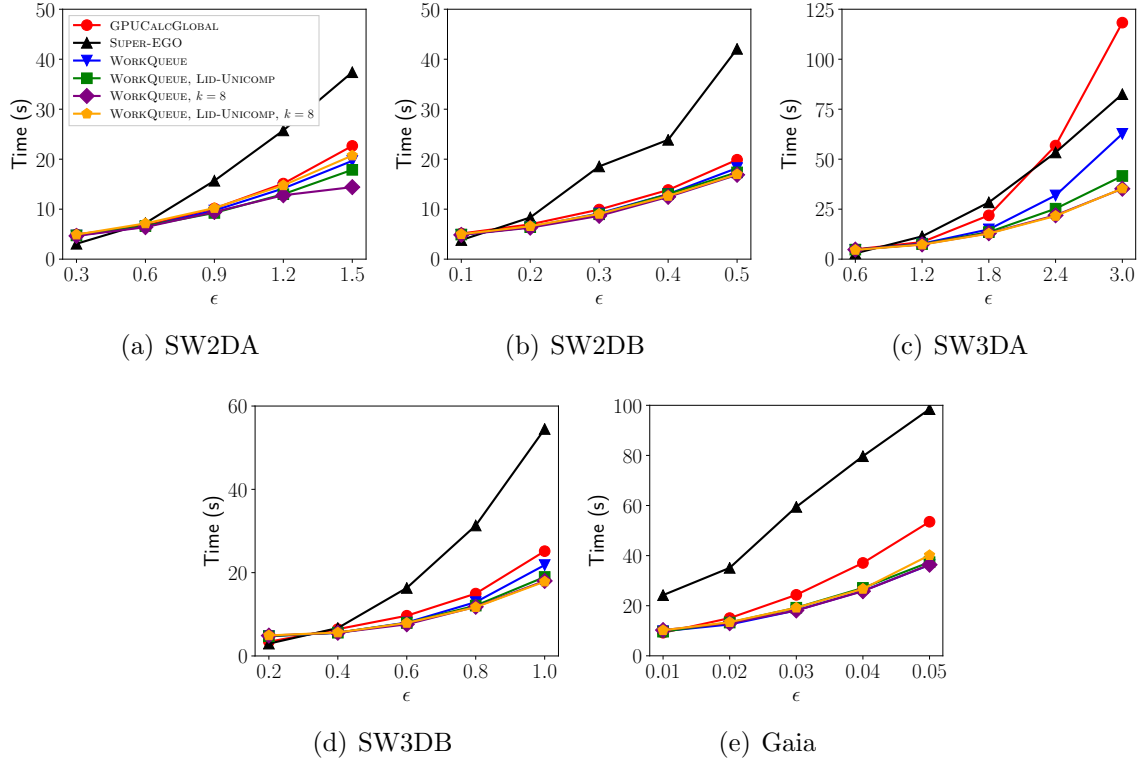 50
40
30
20
10
0
Time (s)
0.3 0.6 0.9 1.2 1.5
ϵ
GPUCALCGLOBAL
SUPER-EGO
WORKQUEUE
WORKQUEUE, LID-UNICOMP
WORKQUEUE, k = 8
WORKQUEUE, LID-UNICOMP, k = 8
(a) SW2DA
50
40
30
20
10
0
Time (s)
0.1 0.2 0.3 0.4 0.5
ϵ
(b) SW2DB
125
100
75
50
25
0
Time (s)
0.6 1.2 1.8 2.4 3.0
ϵ
(c) SW3DA
60
40
20
0
Time (s)
0.2 0.4 0.6 0.8 1.0
ϵ
(d) SW3DB
100
80
60
40
20
0
Time (s)
0.01 0.02 0.03 0.04 0.05
ϵ
(e) Gaia